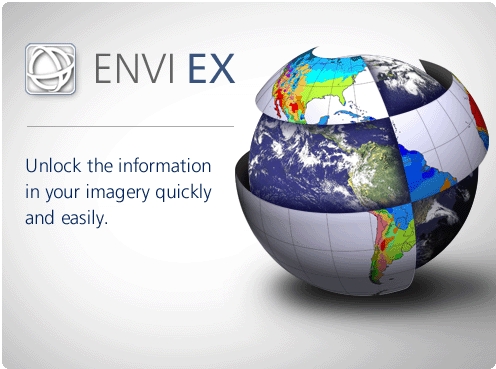 ENVI EX
Unlock the information
in your imagery quickly
and easily.